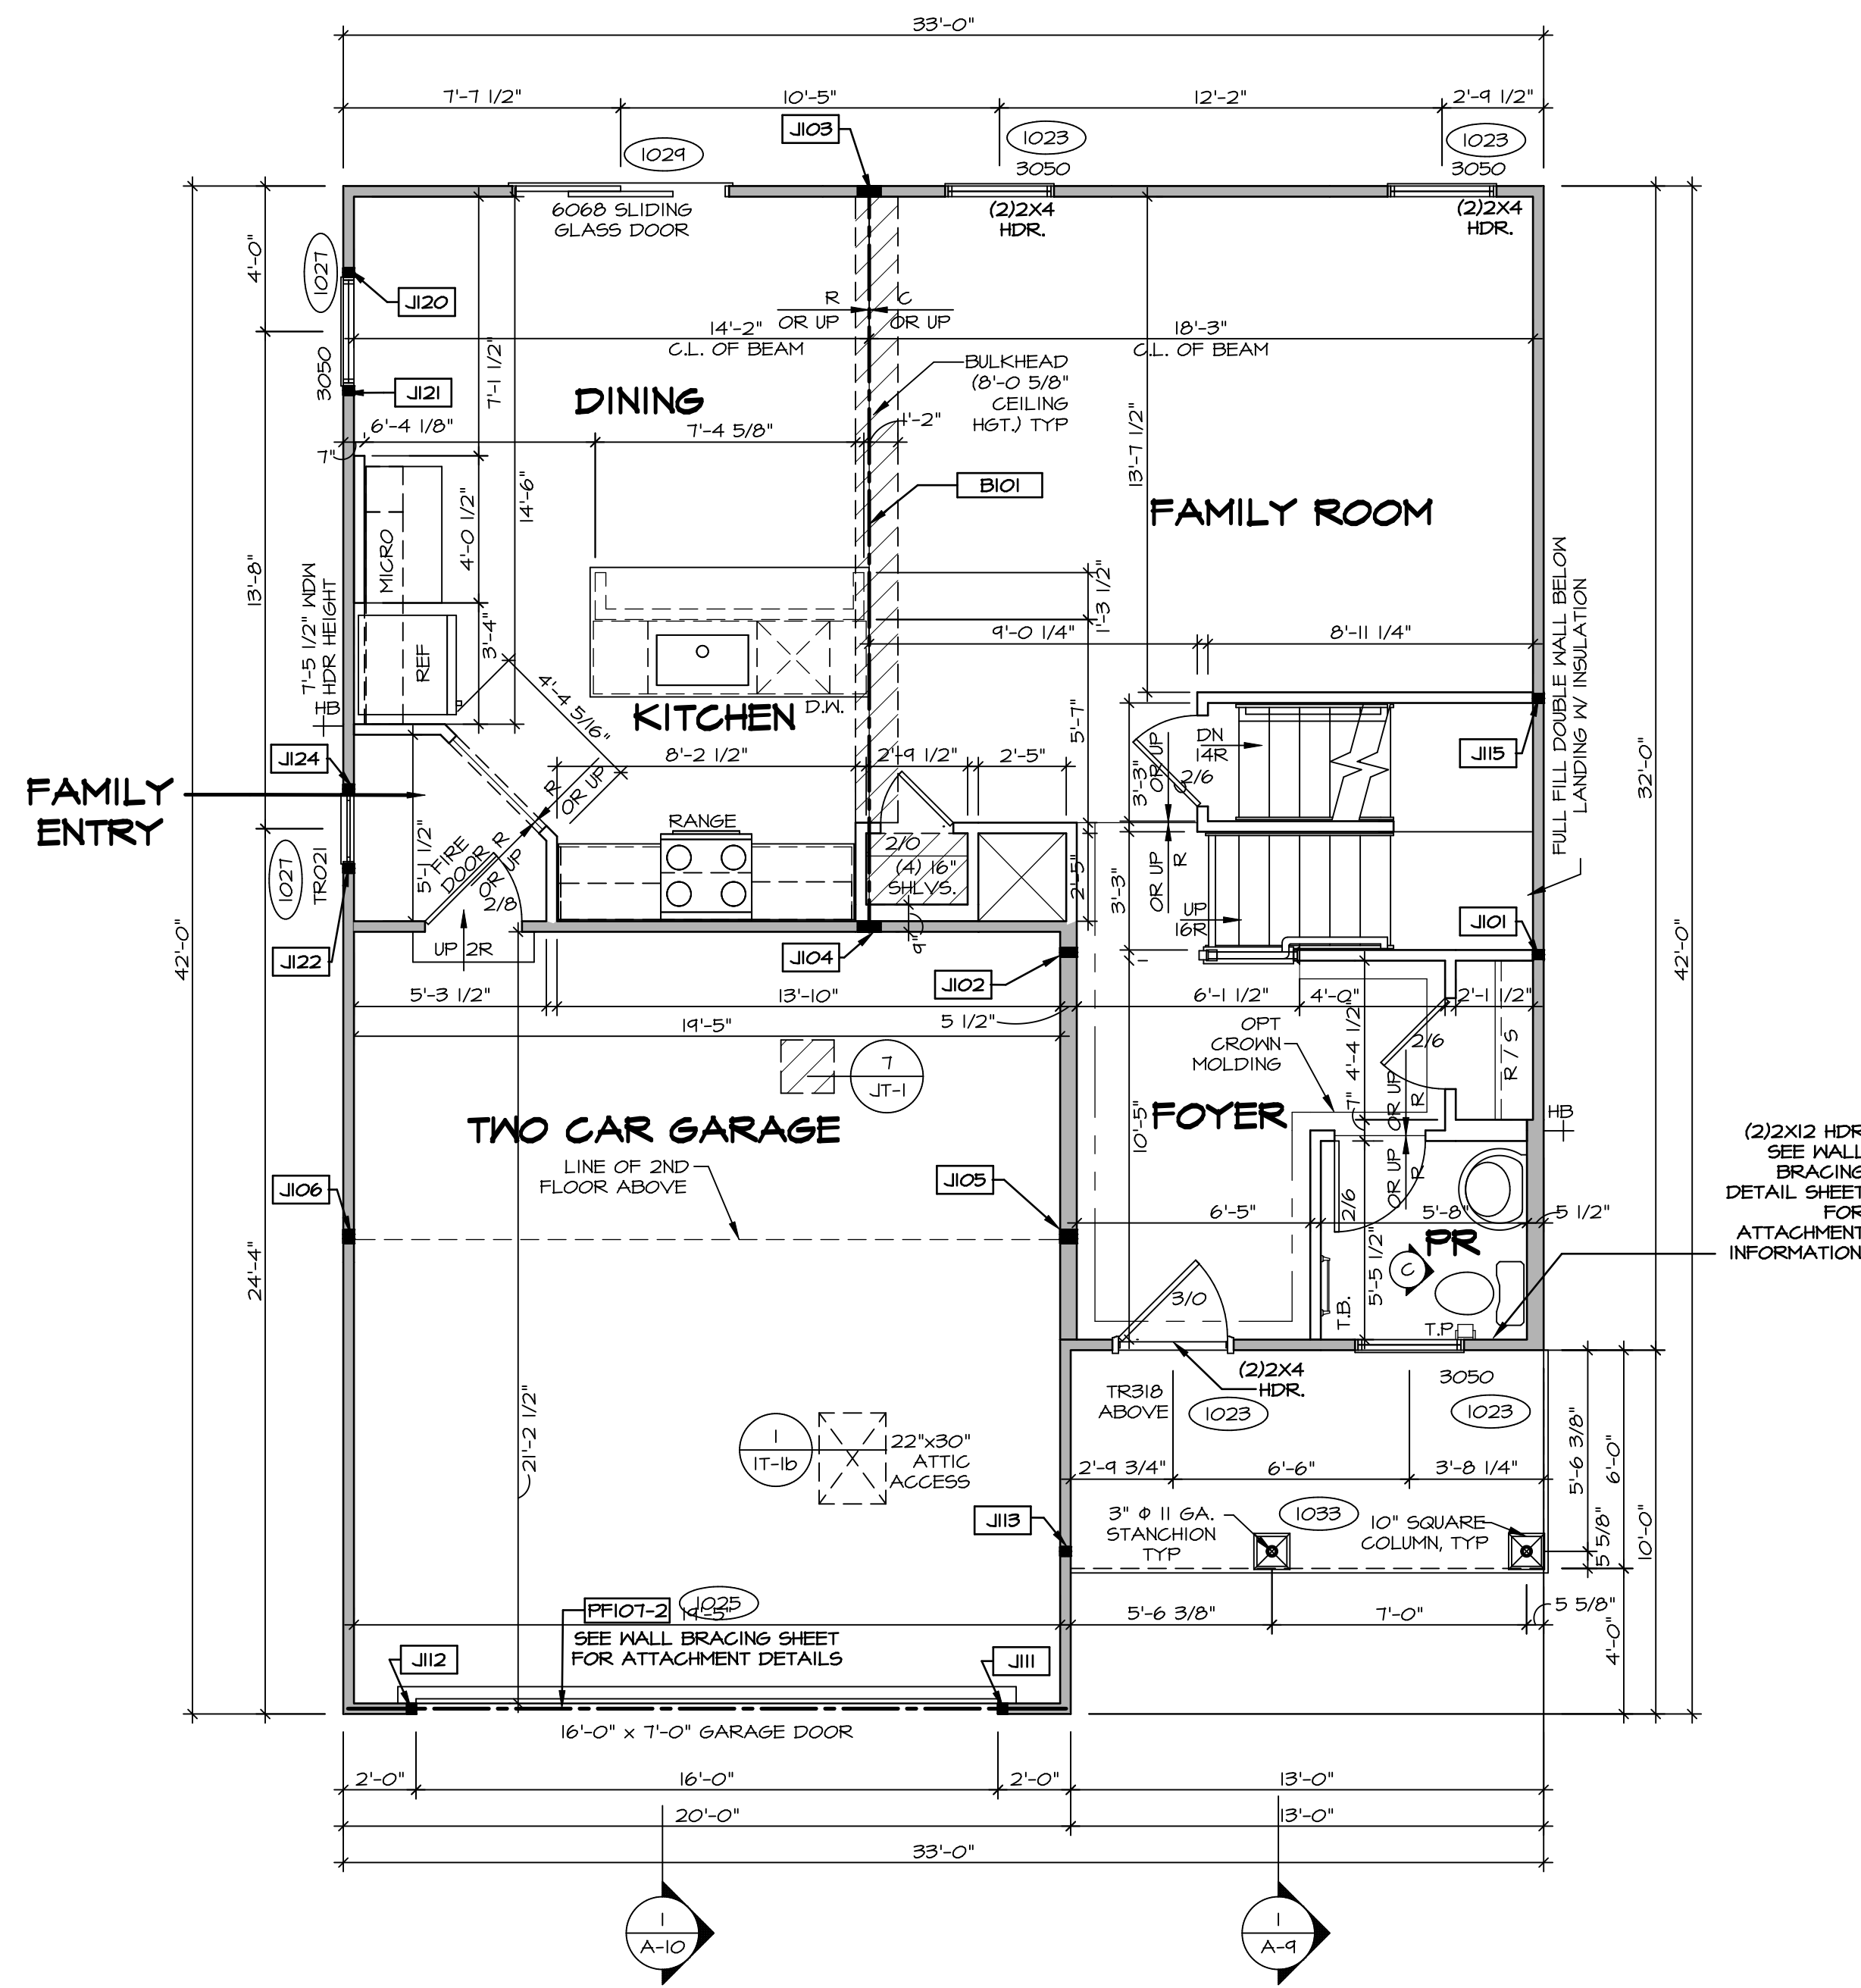 33'-0"
7'-7 1/2"
10'-5"
12'-2"
2'-9 1/2"
J103
1029
1023
1023
3050
3050
6068 SLIDING
GLASS DOOR
(2)2X4
HDR.
(2)2X4
HDR.
4'-0"
1027
J120
R
OR UP
C
OR UP
14'-2"
C.L. OF BEAM
18'-3"
C.L. OF BEAM
3050
J121
7'-1 1/2"
BULKHEAD
(8'-0 5/8"
CEILING
HGT.) TYP
DINING
6'-4 1/8"
7'-4 5/8"
1'-2"
13'-7 1/2"
7"
B101
14'-6"
FAMILY ROOM
4'-0 1/2"
MICRO
13'-8"
7'-5 1/2" WDW
HDR HEIGHT
FULL FILL DOUBLE WALL BELOW
LANDING W/ INSULATION
1'-3 1/2"
9'-0 1/4"
8'-11 1/4"
3'-4"
REF
HB
4'-4 5/16"
KITCHEN
D.W.
5'-7"
DN
14R
J115
J124
8'-2 1/2"
2'-9 1/2"
2'-5"
3'-3"
OR UP
R
2/6
32'-0"
FAMILY
ENTRY
R
OR UP
RANGE
5'-1 1/2"
FIRE
DOOR
R
OR UP
2/8
2/0
(4) 16"
SHLVS.
2'-5"
3'-3"
OR UP
R
1027
TR021
UP
16R
J101
UP 2R
9"
J122
J104
J102
42'-0"
42'-0"
5'-3 1/2"
13'-10"
5 1/2"
6'-1 1/2"
4'-0"
2'-1 1/2"
19'-5"
OPT
CROWN
MOLDING
4'-4 1/2"
2/6
R / S
7
JT-1
7"
OR UP
R
TWO CAR GARAGE
FOYER
10'-5"
HB
LINE OF 2ND
FLOOR ABOVE
(2)2X12 HDR
SEE WALL
BRACING
DETAIL SHEET
FOR
ATTACHMENT
INFORMATION
J106
J105
OR UP
R
2/6
6'-5"
5'-8"
5 1/2"
PR
24'-4"
5'-5 1/2"
C
3/0
T.B.
T.P
(2)2X4
HDR.
TR318
ABOVE
1023
3050
1023
21'-2 1/2"
1
1T-1b
22"x30"
ATTIC
ACCESS
2'-9 3/4"
6'-6"
3'-8 1/4"
5'-6 3/8"
6'-0"
J113
3" Φ 11 GA.
STANCHION
TYP
1033
10" SQUARE
COLUMN, TYP
5 5/8"
10'-0"
PF107-2
1025
19'-5"
5'-6 3/8"
7'-0"
5 5/8"
4'-0"
SEE WALL BRACING SHEET
FOR ATTACHMENT DETAILS
J112
J111
16'-0" x 7'-0" GARAGE DOOR
2'-0"
16'-0"
2'-0"
13'-0"
20'-0"
13'-0"
33'-0"
1
A-10
1
A-9